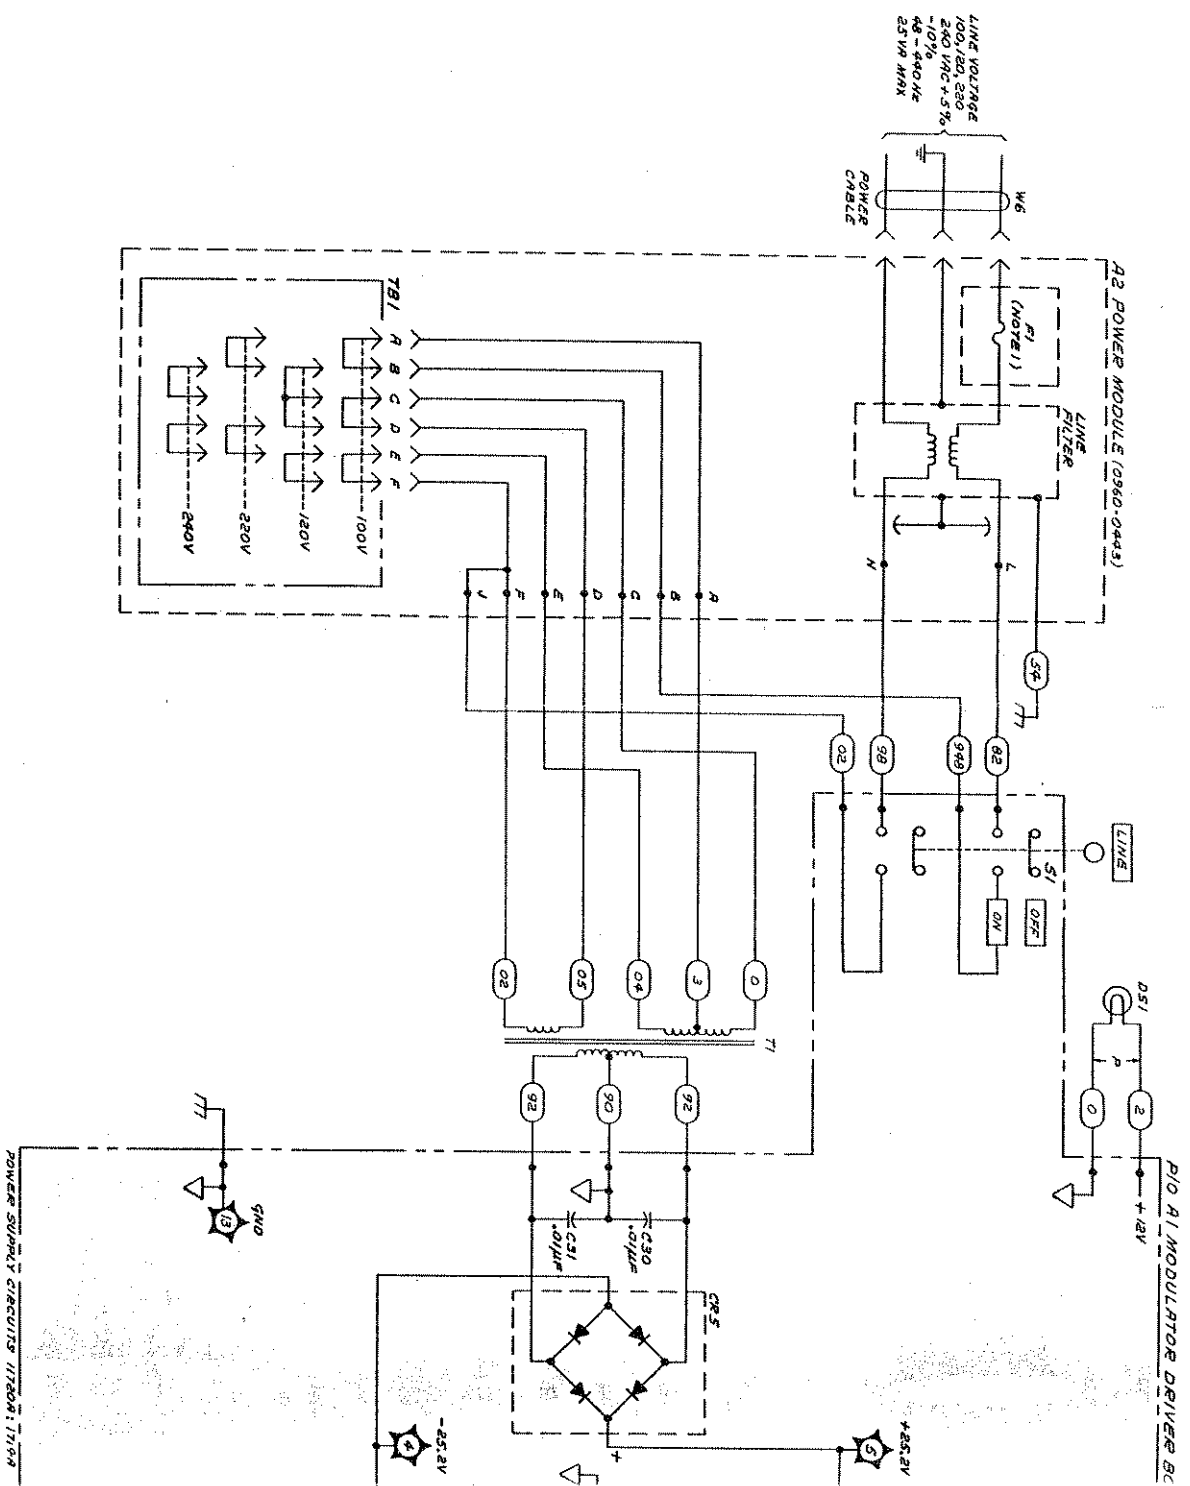 LINE VOLTAGE
100, 120, 220
240 VAC +5%
-10%
48 - 440 Hz
25 VA MAX
W6
POWER
CABLE
A2 POWER MODULE (0960-0443)
F1
(NOTE 1)
LINE
FILTER
L
N
54
TB1
A
B
C
D
E
F
100V
120V
220V
240V
A
B
C
D
E
F
J
82
948
98
02
LINE
S1
OFF
ON
DS1
P
2
0
+12V
P/O A1 MODULATOR DRIVER BO
0
3
04
05
02
T1
92
90
92
C30
.01µF
C31
.01µF
CR5
+
+25.2V
5
-25.2V
4
GND
13
POWER SUPPLY CIRCUITS 11720A: 1719A